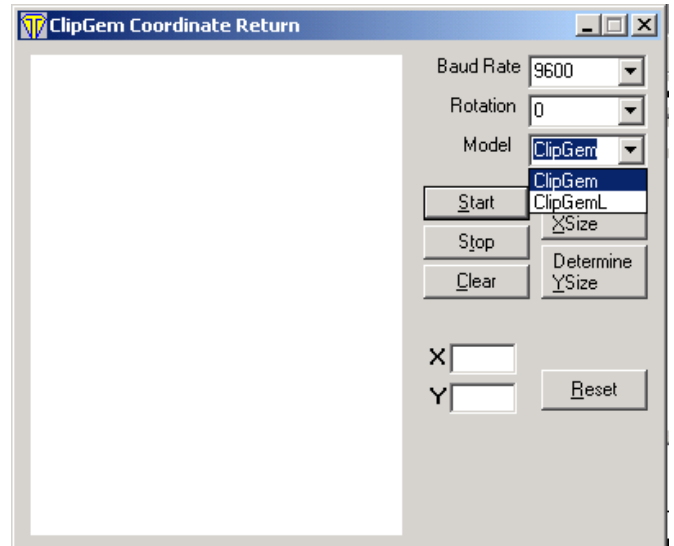 ClipGem Coordinate Return
Baud Rate 9600
Rotation 0
Model ClipGem
ClipGem
ClipGemL
Start
XSize
Stop
Determine
YSize
Clear
X
Y
Reset